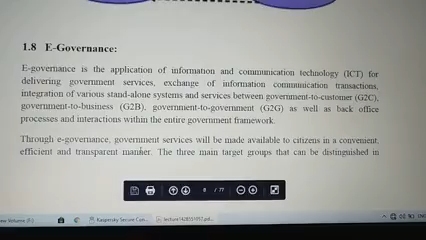 1.8 E-Governance:
E-governance is the application of information and communication technology (ICT) for
delivering government services, exchange of information communication transactions,
integration of various stand-alone systems and services between government-to-customer (G2C),
government-to-business (G2B), government-to-government (G2G) as well as back office
processes and interactions within the entire government framework.
Through e-governance, government services will be made available to citizens in a convenient,
efficient and transparent manner. The three main target groups that can be distinguished in
8 / 77
Kaspersky Secure Con...
ENG